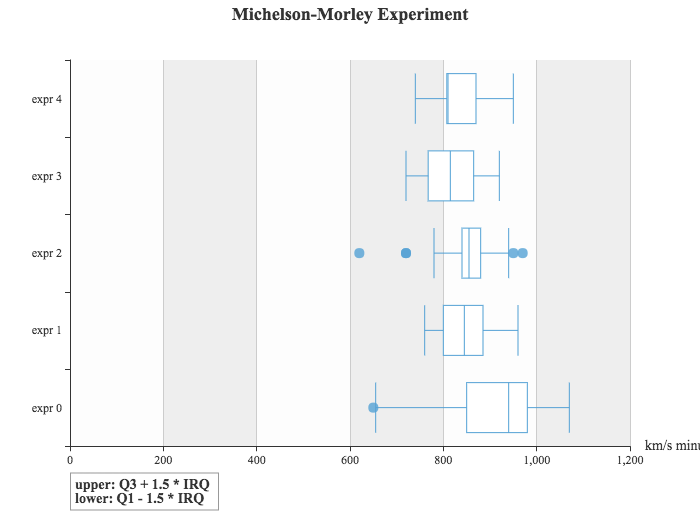 Michelson-Morley Experiment
expr 4
expr 3
expr 2
expr 1
expr 0
0 200 400 600 800 1,000 1,200
km/s minu
upper: Q3 + 1.5 * IRQ
lower: Q1 - 1.5 * IRQ